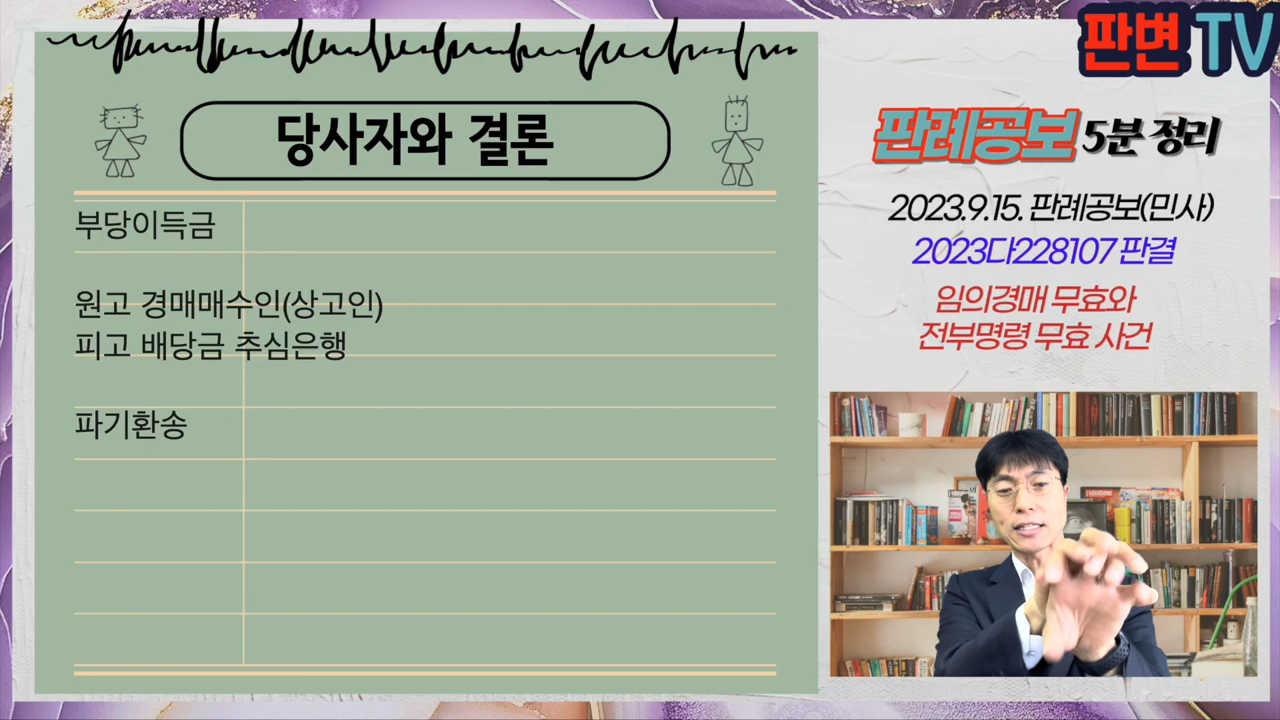 판변 TV
당사자와 결론
부당이득금
원고 경매매수인(상고인)
피고 배당금 추심은행
파기환송
판례공보 5분 정리
2023.9.15. 판례공보(민사)
2023다228107 판결
임의경매 무효와
전부명령 무효 사건